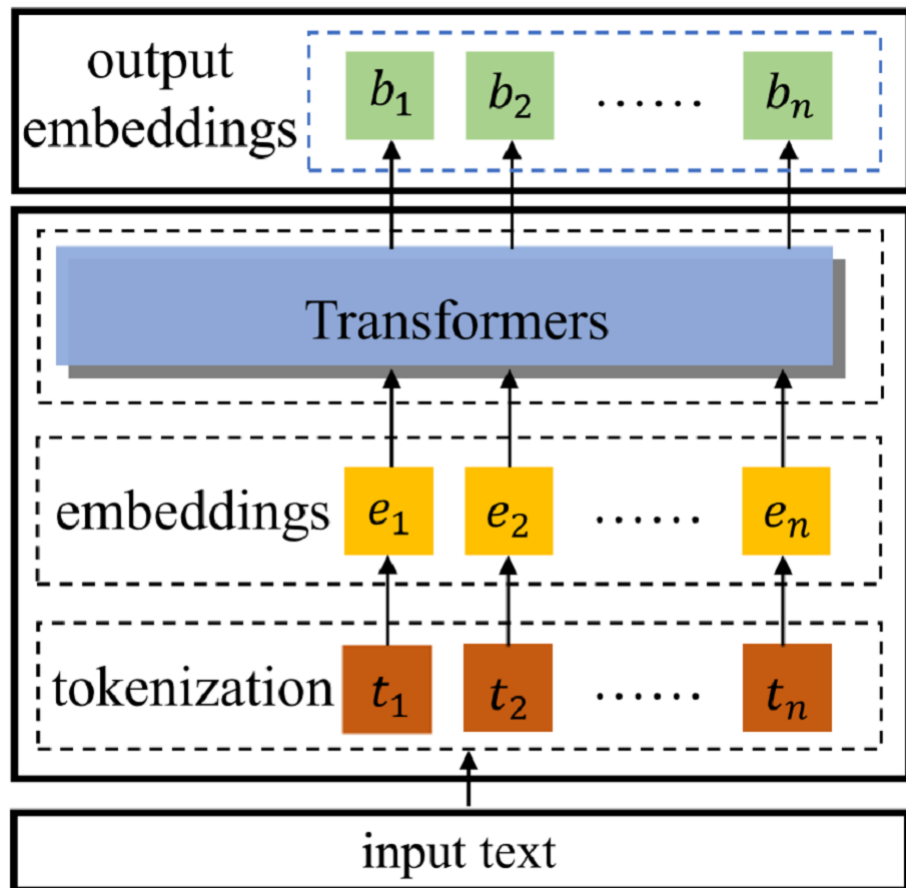 output
embeddings
b₁ b₂ ...... bₙ
Transformers
embeddings e₁ e₂ ...... eₙ
tokenization t₁ t₂ ...... tₙ
input text